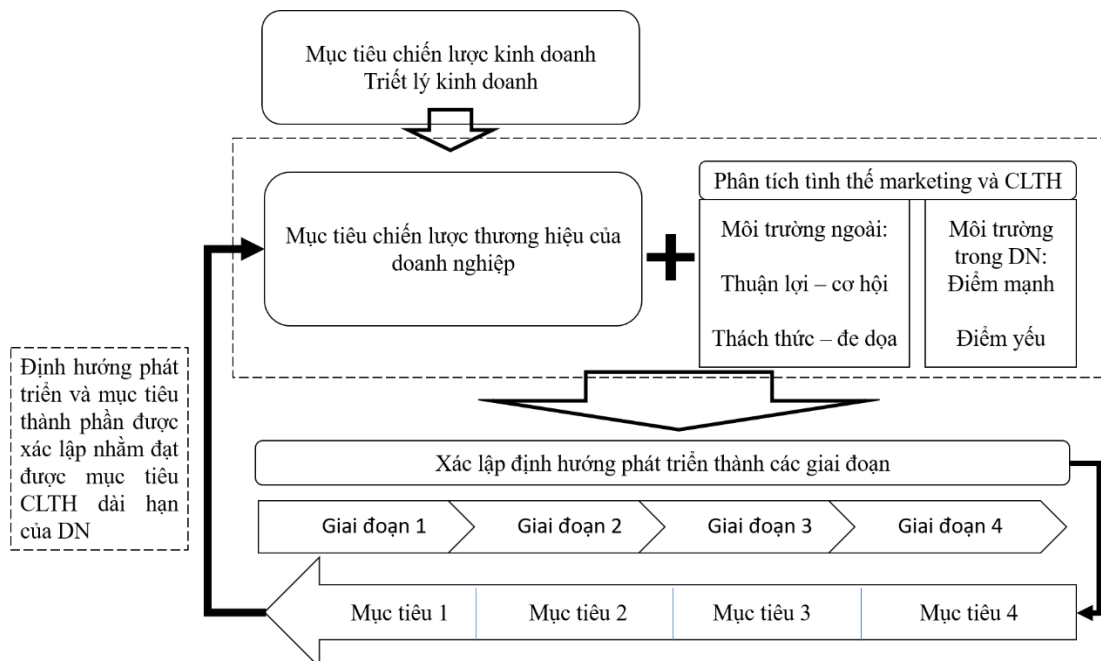 Mục tiêu chiến lược kinh doanh
Triết lý kinh doanh
Mục tiêu chiến lược thương hiệu của
doanh nghiệp
Phân tích tình thế marketing và CLTH
Môi trường ngoài:
Thuận lợi – cơ hội
Thách thức – đe dọa
Môi trường
trong DN:
Điểm mạnh
Điểm yếu
Định hướng phát
triển và mục tiêu
thành phần được
xác lập nhằm đạt
được mục tiêu
CLTH dài hạn
của DN
Xác lập định hướng phát triển thành các giai đoạn
Giai đoạn 1
Giai đoạn 2
Giai đoạn 3
Giai đoạn 4
Mục tiêu 1
Mục tiêu 2
Mục tiêu 3
Mục tiêu 4